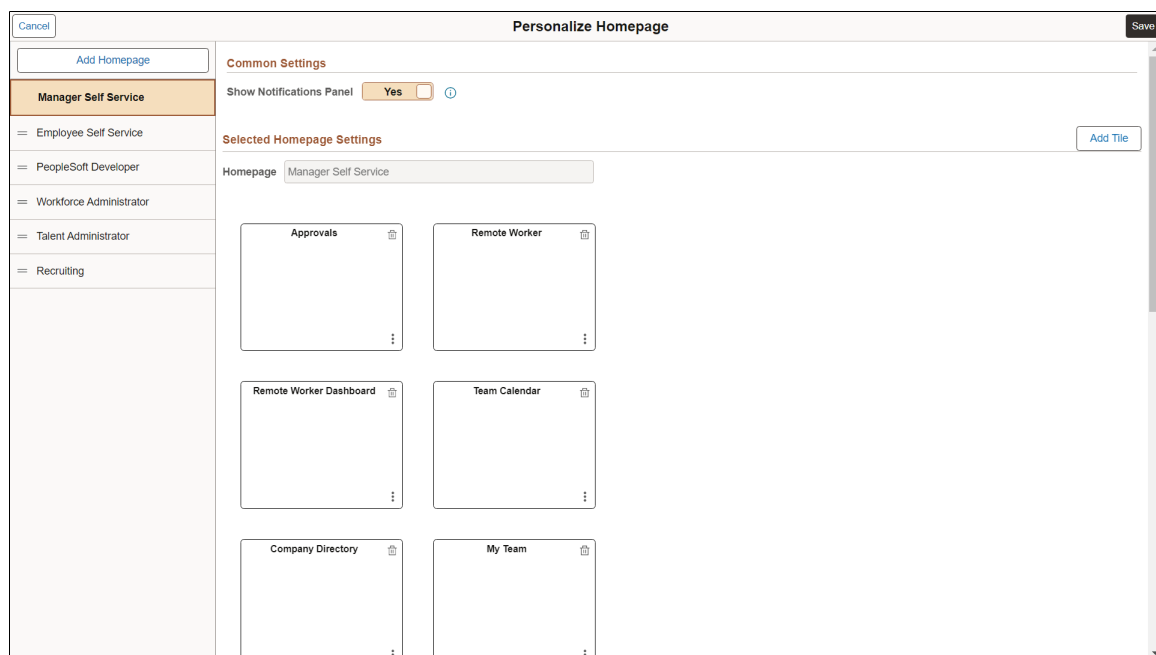 Cancel
Personalize Homepage
Save
Add Homepage
Manager Self Service
Employee Self Service
PeopleSoft Developer
Workforce Administrator
Talent Administrator
Recruiting
Common Settings
Show Notifications Panel Yes
Selected Homepage Settings
Add Tile
Homepage Manager Self Service
Approvals
Remote Worker
Remote Worker Dashboard
Team Calendar
Company Directory
My Team